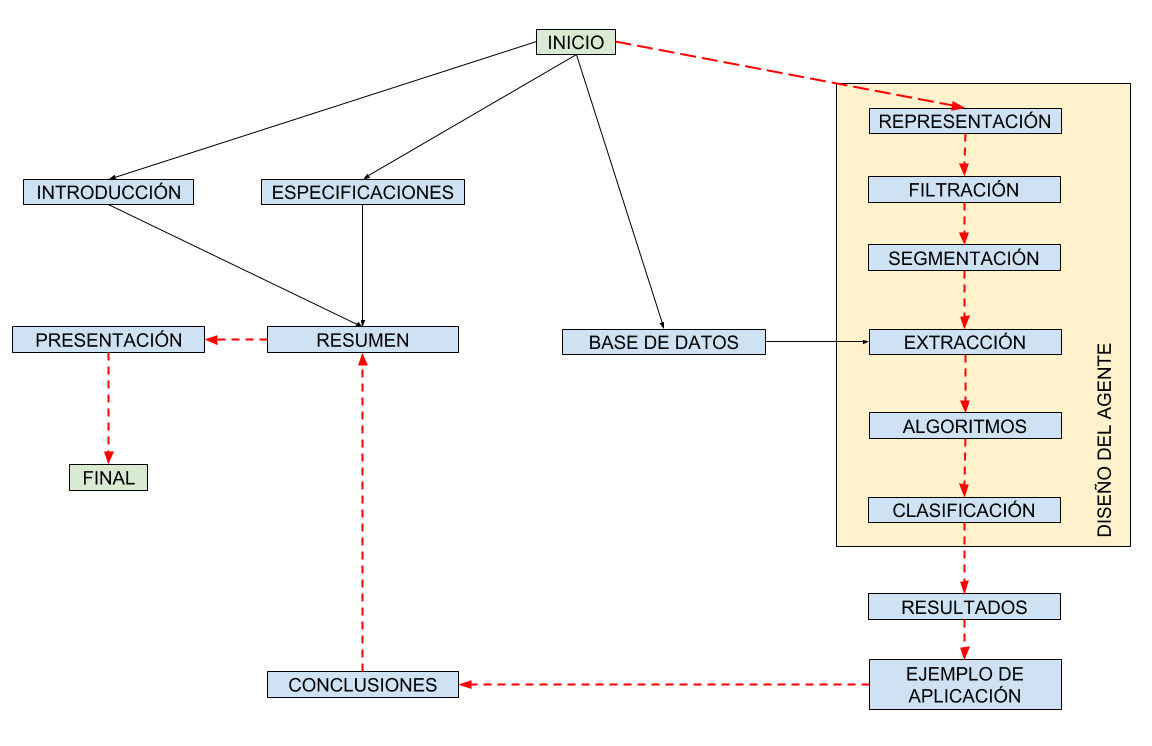 INICIO
REPRESENTACIÓN
INTRODUCCIÓN
ESPECIFICACIONES
FILTRACIÓN
SEGMENTACIÓN
PRESENTACIÓN
RESUMEN
BASE DE DATOS
EXTRACCIÓN
ALGORITMOS
DISEÑO DEL AGENTE
FINAL
CLASIFICACIÓN
RESULTADOS
CONCLUSIONES
EJEMPLO DE
APLICACIÓN